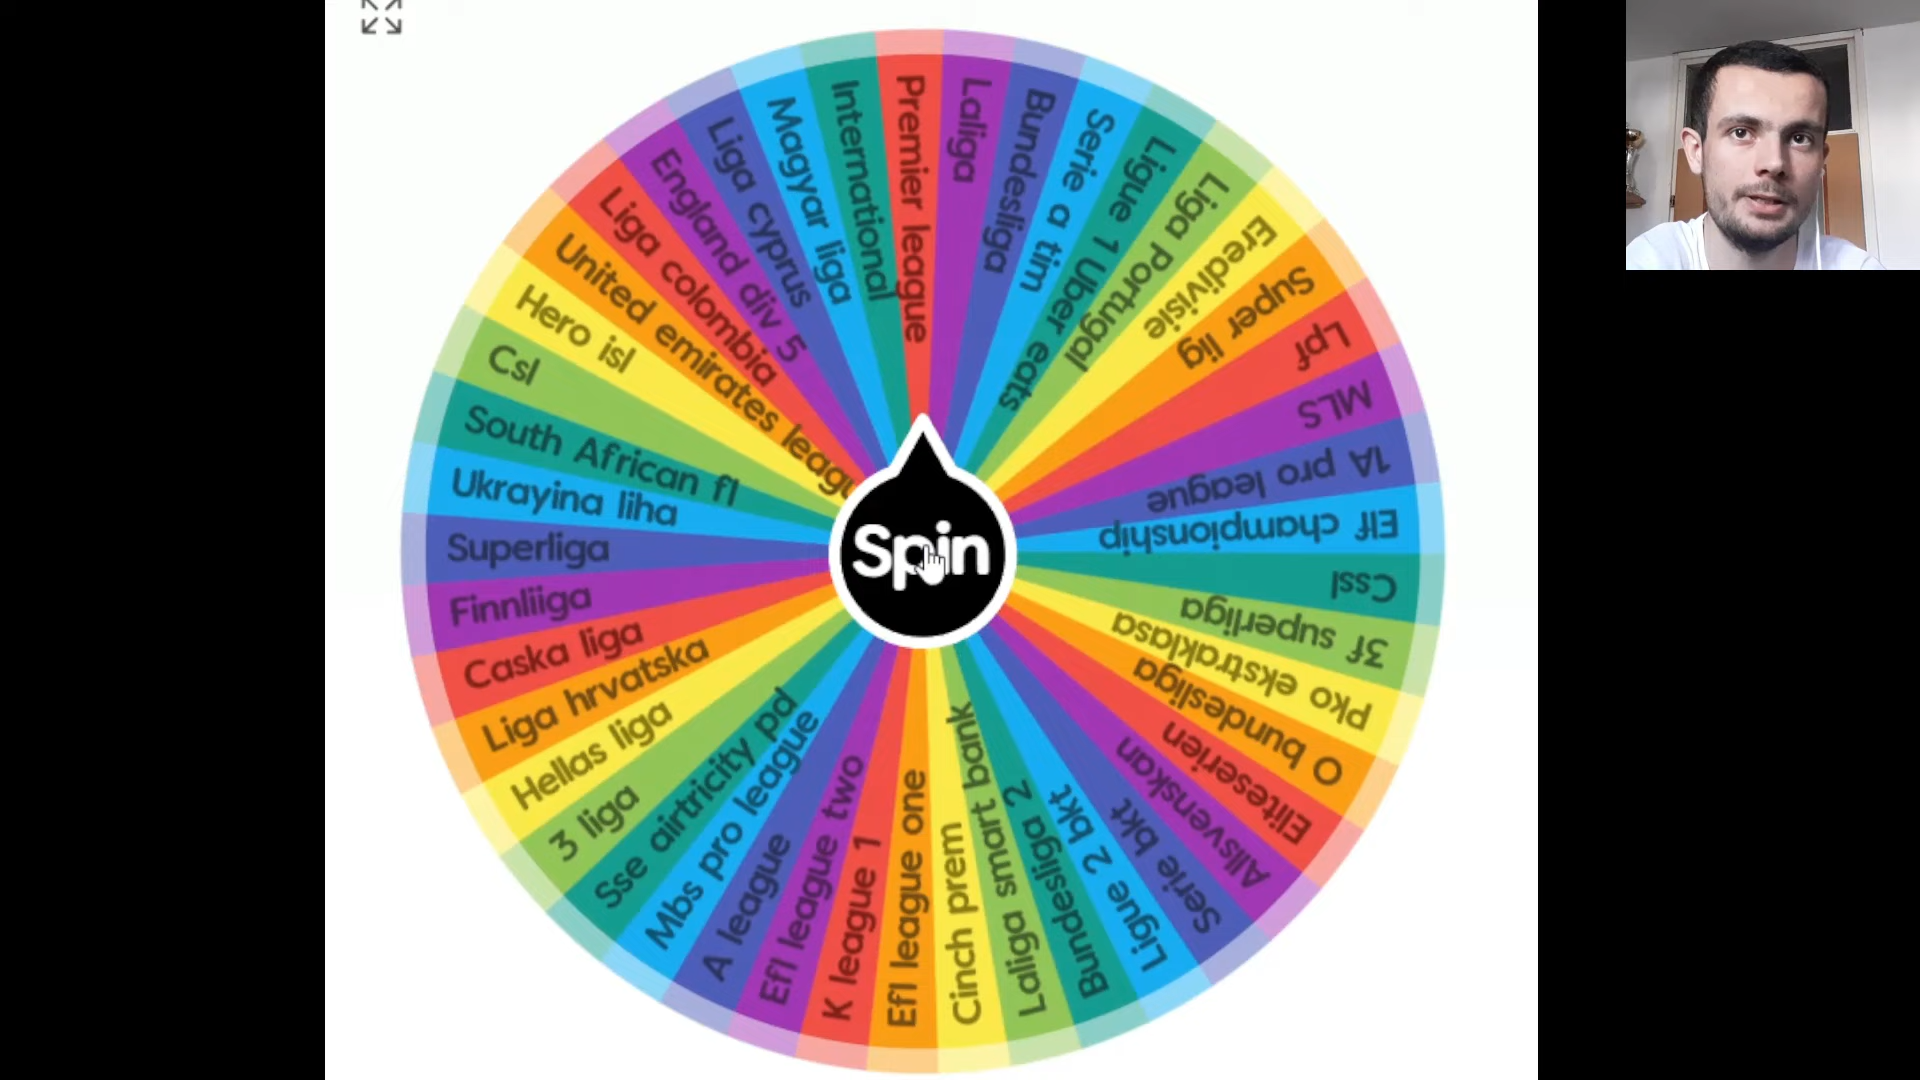 Premier league
Laliga
Bundesliga
Serie a tim
Ligue 1 Uber eats
Liga Portugal
Eredivisie
Super lig
Lpf
MLS
1A pro league
Elf championship
Cssl
3f superliga
Pko ekstraklasa
O bundesliga
Eliteserien
Allsvenskan
Serie bkt
Ligue 2 bkt
Bundesliga 2
Laliga smart bank
Cinch prem
Efl league one
K league 1
Efl league two
A league
Mbs pro league
Sse airtricity pd
3 liga
Hellas liga
Liga hrvatska
Caska liga
Finnliiga
Superliga
Ukrayina liha
South African fl
Csl
Hero isl
United emirates leagu
Liga colombia
England div 5
Liga cyprus
Magyar liga
International
Spin